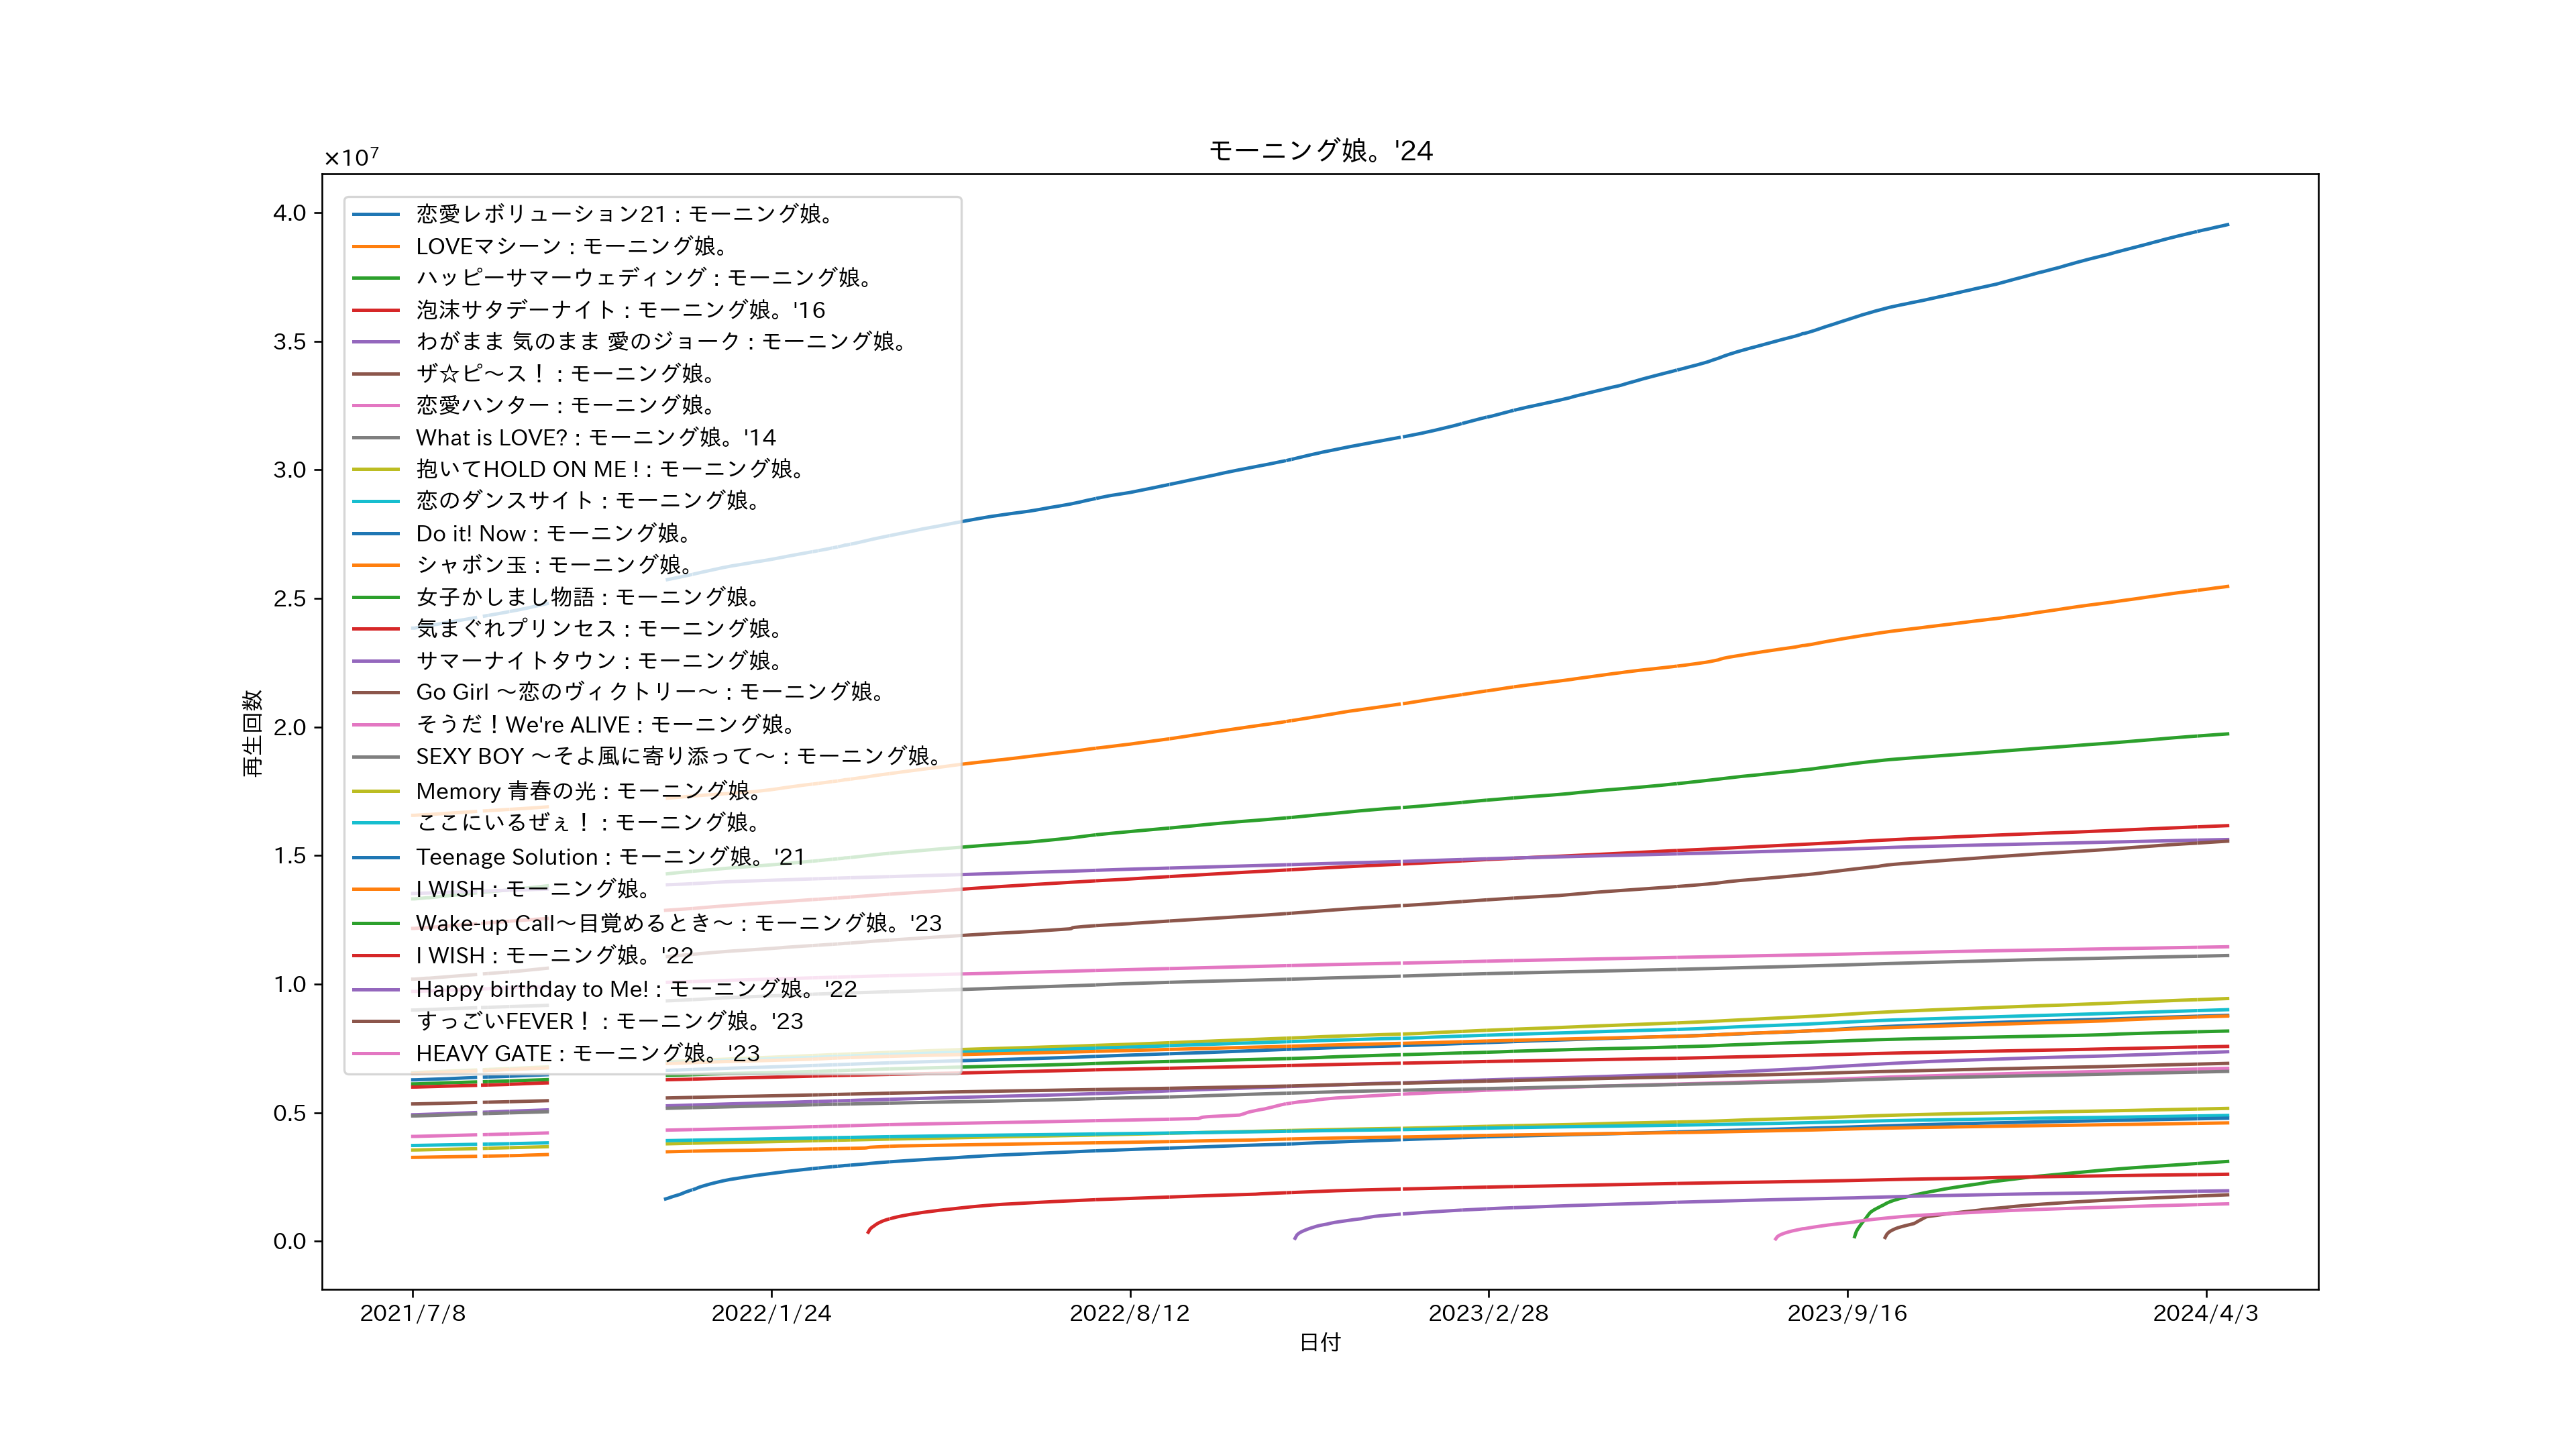 モーニング娘。'24
×10⁷
4.0
3.5
3.0
2.5
2.0
1.5
1.0
0.5
0.0
再生回数
恋愛レボリューション21 : モーニング娘。
LOVEマシーン : モーニング娘。
ハッピーサマーウェディング : モーニング娘。
泡沫サタデーナイト : モーニング娘。'16
わがまま 気のまま 愛のジョーク : モーニング娘。
ザ☆ピ〜ス！ : モーニング娘。
恋愛ハンター : モーニング娘。
What is LOVE? : モーニング娘。'14
抱いてHOLD ON ME ! : モーニング娘。
恋のダンスサイト : モーニング娘。
Do it! Now : モーニング娘。
シャボン玉 : モーニング娘。
女子かしまし物語 : モーニング娘。
気まぐれプリンセス : モーニング娘。
サマーナイトタウン : モーニング娘。
Go Girl 〜恋のヴィクトリー〜 : モーニング娘。
そうだ！We're ALIVE : モーニング娘。
SEXY BOY 〜そよ風に寄り添って〜 : モーニング娘。
Memory 青春の光 : モーニング娘。
ここにいるぜぇ！ : モーニング娘。
Teenage Solution : モーニング娘。'21
I WISH : モーニング娘。
Wake-up Call〜目覚めるとき〜 : モーニング娘。'23
I WISH : モーニング娘。'22
Happy birthday to Me! : モーニング娘。'22
すっごいFEVER！ : モーニング娘。'23
HEAVY GATE : モーニング娘。'23
2021/7/8
2022/1/24
2022/8/12
2023/2/28
2023/9/16
2024/4/3
日付